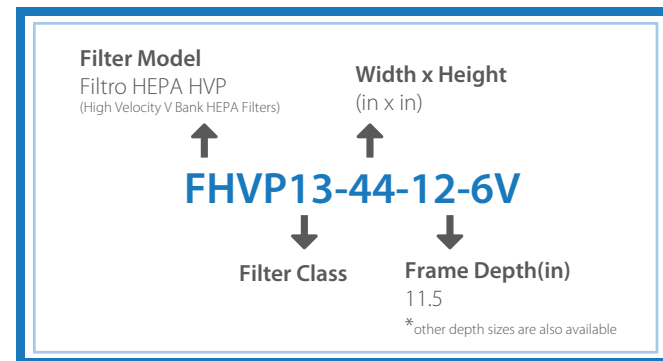 Filter Model
Filtro HEPA HVP
(High Velocity V Bank HEPA Filters)
Width x Height
(in x in)
FHVP13-44-12-6V
Filter Class
Frame Depth(in)
11.5
*other depth sizes are also available